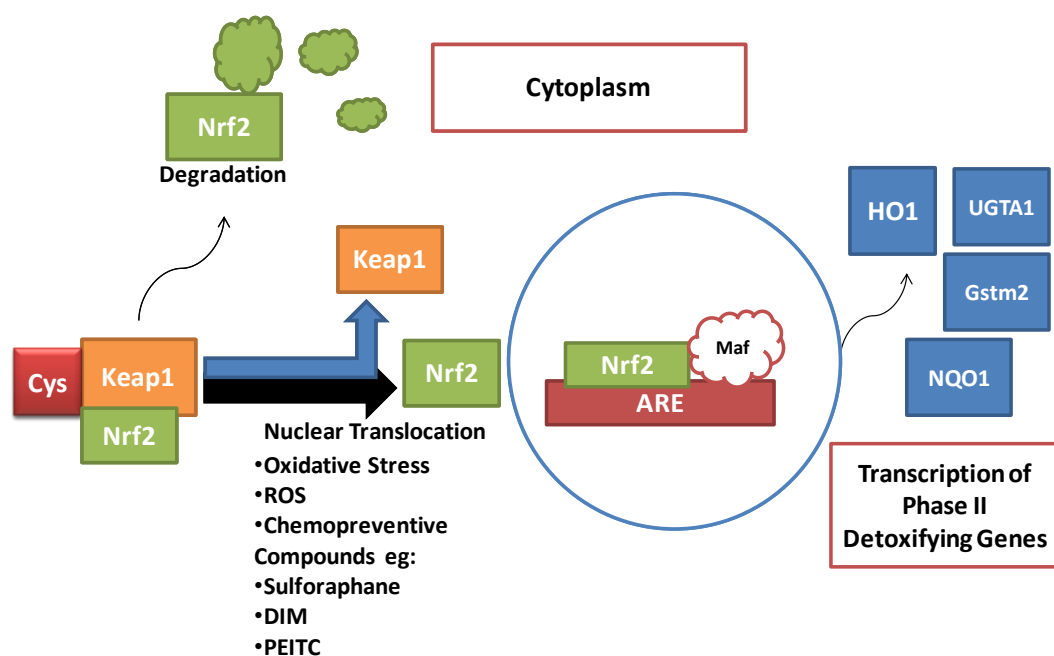 Nrf2
Degradation
Cytoplasm
Cys
Keap1
Nrf2
Keap1
Nrf2
Nuclear Translocation
•Oxidative Stress
•ROS
•Chemopreventive
Compounds eg:
•Sulforaphane
•DIM
•PEITC
Nrf2
Maf
ARE
HO1
UGTA1
Gstm2
NQO1
Transcription of
Phase II
Detoxifying Genes